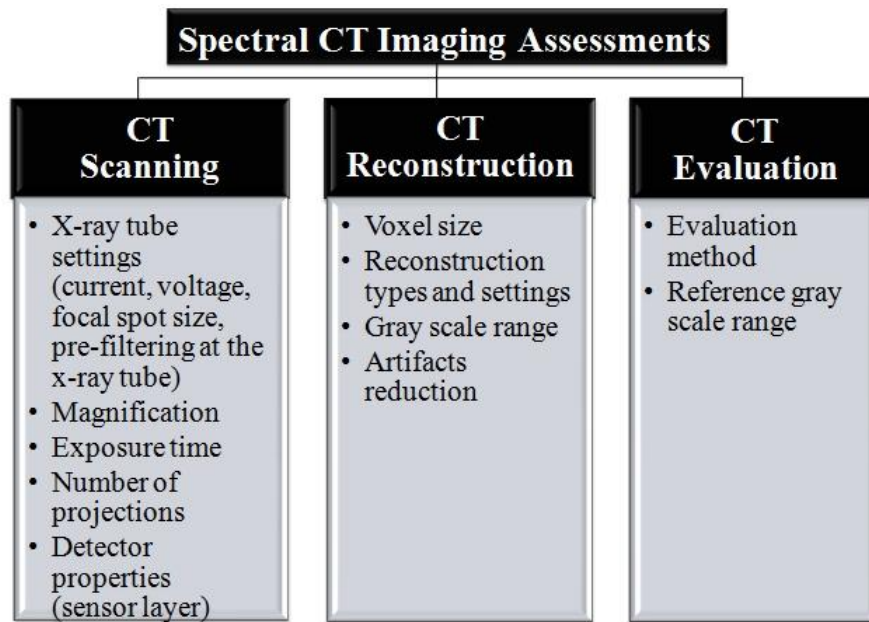 Spectral CT Imaging Assessments
CT
Scanning
• X-ray tube
settings
(current, voltage,
focal spot size,
pre-filtering at the
x-ray tube)
• Magnification
• Exposure time
• Number of
projections
• Detector
properties
(sensor layer)
CT
Reconstruction
• Voxel size
• Reconstruction
types and settings
• Gray scale range
• Artifacts
reduction
CT
Evaluation
• Evaluation
method
• Reference gray
scale range